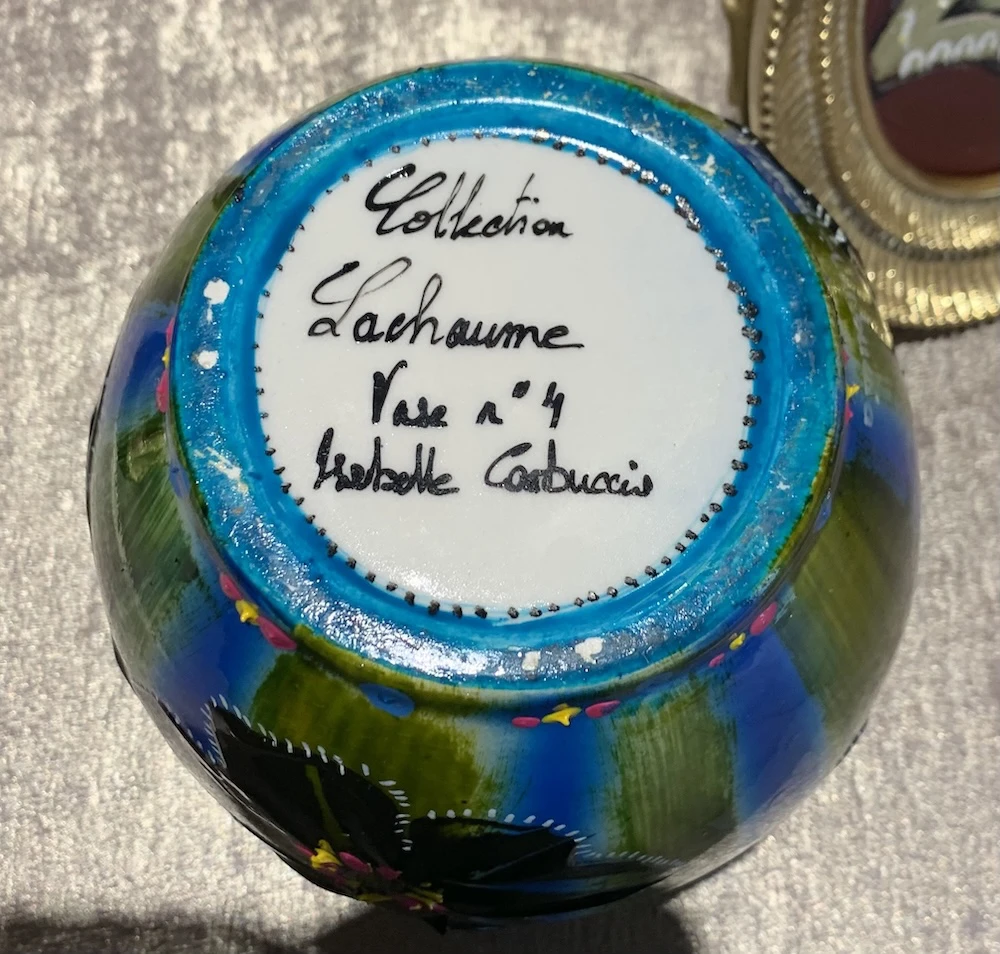 Collection
Lachaume
Vase n° 4
Isabelle Carbuccia